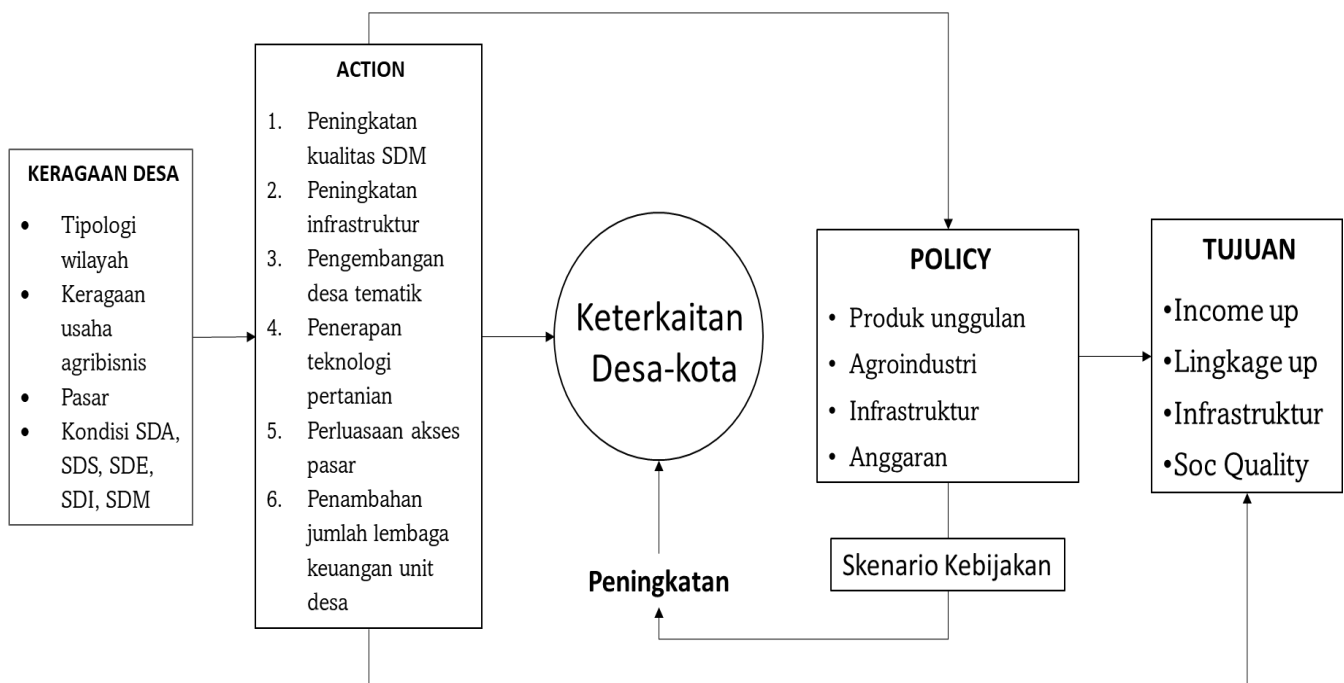 KERAGAAN DESA
• Tipologi
wilayah
• Keragaan
usaha
agribisnis
• Pasar
• Kondisi SDA,
SDS, SDE,
SDI, SDM
ACTION
1. Peningkatan
kualitas SDM
2. Peningkatan
infrastruktur
3. Pengembangan
desa tematik
4. Penerapan
teknologi
pertanian
5. Perluasaan akses
pasar
6. Penambahan
jumlah lembaga
keuangan unit
desa
Keterkaitan
Desa-kota
Peningkatan
POLICY
• Produk unggulan
• Agroindustri
• Infrastruktur
• Anggaran
Skenario Kebijakan
TUJUAN
•Income up
•Lingkage up
•Infrastruktur
•Soc Quality